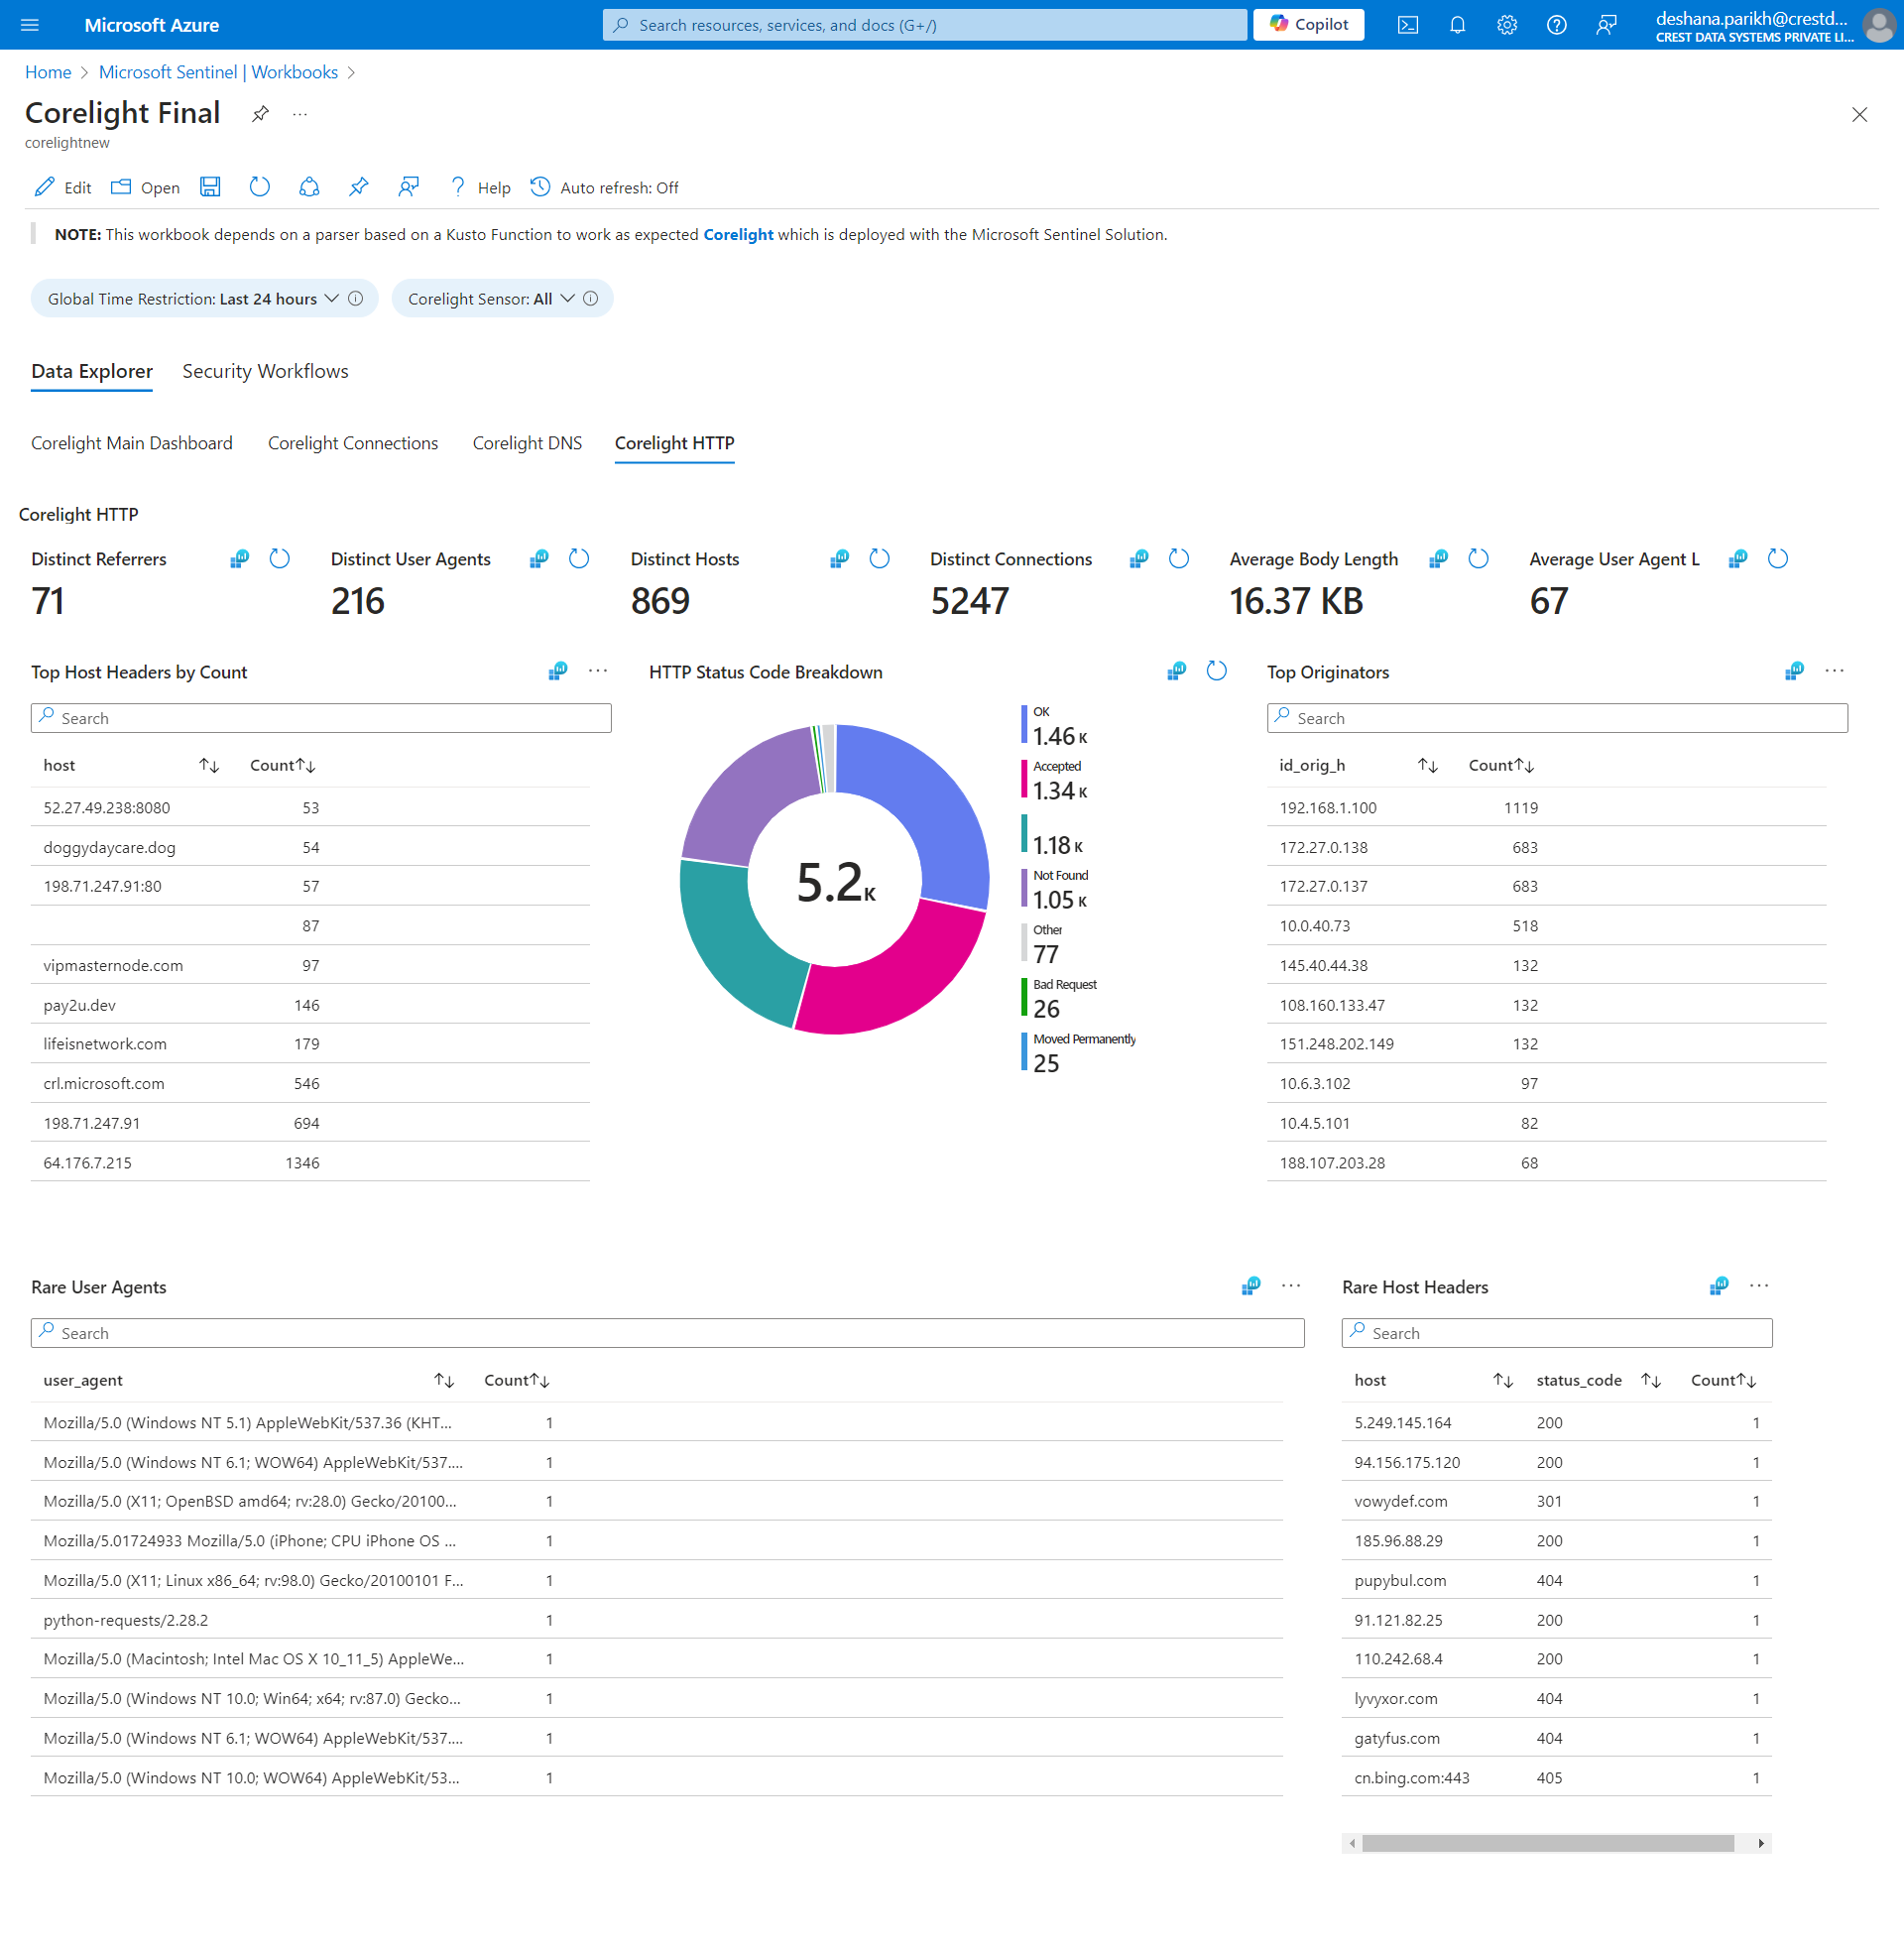 Microsoft Azure
Search resources, services, and docs (G+/)
Copilot
deshana.parikh@crestd...
CREST DATA SYSTEMS PRIVATE LI...
Home > Microsoft Sentinel | Workbooks >
Corelight Final
corelightnew
Edit Open Help Auto refresh: Off
NOTE: This workbook depends on a parser based on a Kusto Function to work as expected Corelight which is deployed with the Microsoft Sentinel Solution.
Global Time Restriction: Last 24 hours
Corelight Sensor: All
Data Explorer Security Workflows
Corelight Main Dashboard Corelight Connections Corelight DNS Corelight HTTP
Corelight HTTP
Distinct Referrers
71
Distinct User Agents
216
Distinct Hosts
869
Distinct Connections
5247
Average Body Length
16.37 KB
Average User Agent L
67
Top Host Headers by Count
Search
host Count
52.27.49.238:8080 53
doggydaycare.dog 54
198.71.247.91:80 57
87
vipmasternode.com 97
pay2u.dev 146
lifeisnetwork.com 179
crl.microsoft.com 546
198.71.247.91 694
64.176.7.215 1346
HTTP Status Code Breakdown
5.2K
OK
1.46 K
Accepted
1.34 K
1.18 K
Not Found
1.05 K
Other
77
Bad Request
26
Moved Permanently
25
Top Originators
Search
id_orig_h Count
192.168.1.100 1119
172.27.0.138 683
172.27.0.137 683
10.0.40.73 518
145.40.44.38 132
108.160.133.47 132
151.248.202.149 132
10.6.3.102 97
10.4.5.101 82
188.107.203.28 68
Rare User Agents
Search
user_agent Count
Mozilla/5.0 (Windows NT 5.1) AppleWebKit/537.36 (KHT... 1
Mozilla/5.0 (Windows NT 6.1; WOW64) AppleWebKit/537.... 1
Mozilla/5.0 (X11; OpenBSD amd64; rv:28.0) Gecko/20100... 1
Mozilla/5.01724933 Mozilla/5.0 (iPhone; CPU iPhone OS ... 1
Mozilla/5.0 (X11; Linux x86_64; rv:98.0) Gecko/20100101 F... 1
python-requests/2.28.2 1
Mozilla/5.0 (Macintosh; Intel Mac OS X 10_11_5) AppleWe... 1
Mozilla/5.0 (Windows NT 10.0; Win64; x64; rv:87.0) Gecko... 1
Mozilla/5.0 (Windows NT 6.1; WOW64) AppleWebKit/537.... 1
Mozilla/5.0 (Windows NT 10.0; WOW64) AppleWebKit/53... 1
Rare Host Headers
Search
host status_code Count
5.249.145.164 200 1
94.156.175.120 200 1
vowydef.com 301 1
185.96.88.29 200 1
pupybul.com 404 1
91.121.82.25 200 1
110.242.68.4 200 1
lyvyxor.com 404 1
gatyfus.com 404 1
cn.bing.com:443 405 1